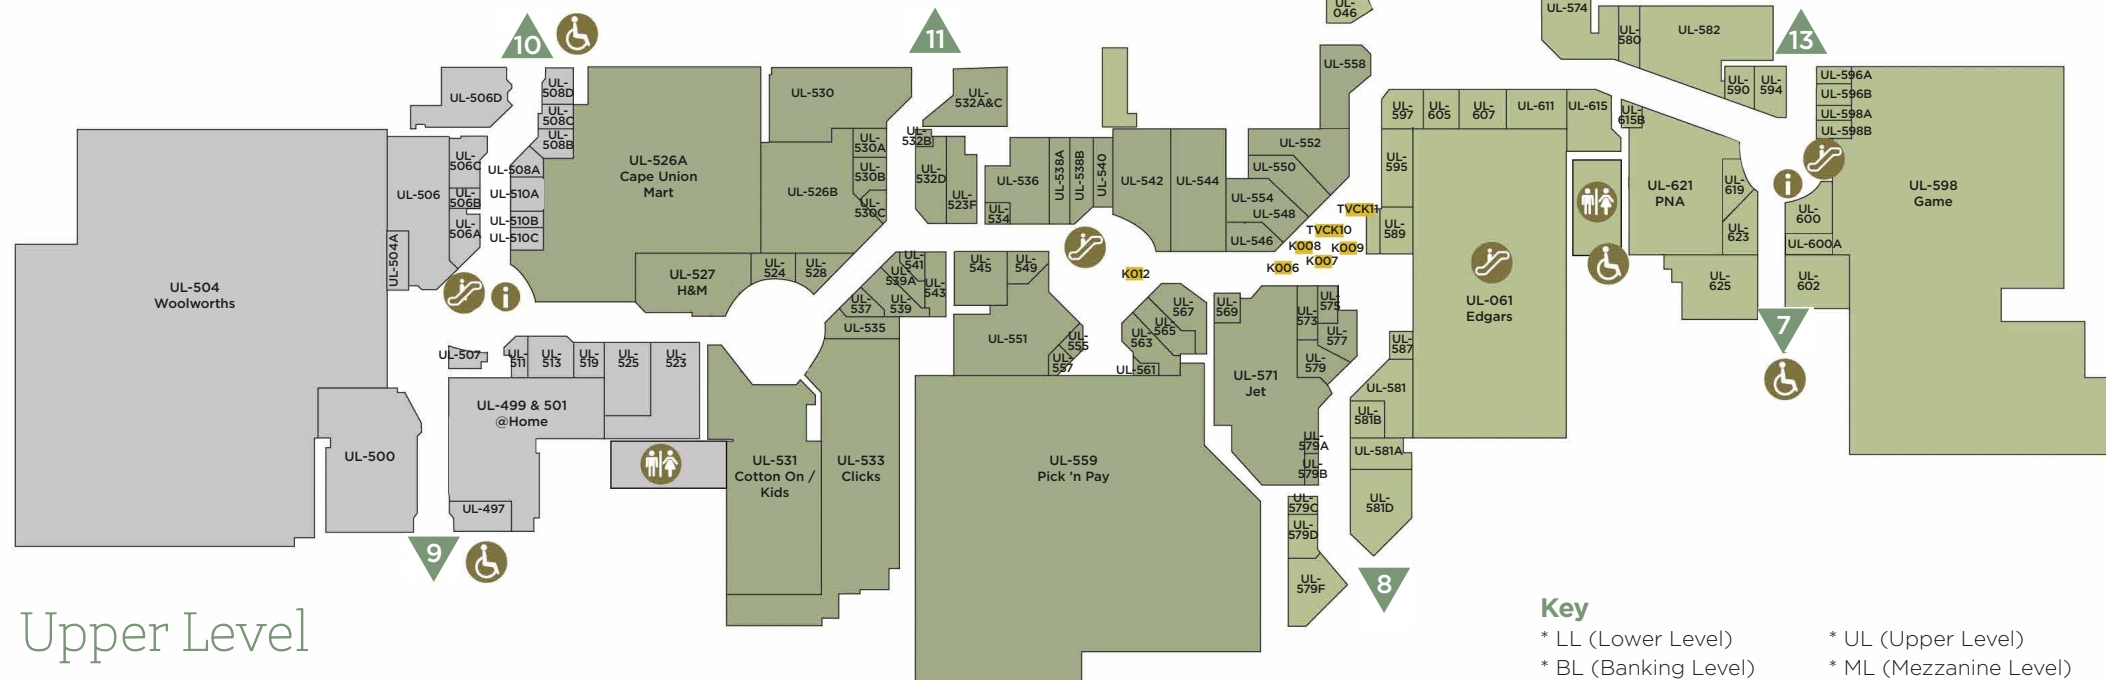 UL-
046
UL-574
UL-
580
UL-582
13
10
11
UL-506D
UL-
508D
UL-
508C
UL-
508B
UL-508A
UL-510A
UL-510B
UL-510C
UL-506
UL-
506C
UL-
506B
UL-
506A
UL-504A
UL-504
Woolworths
UL-526A
Cape Union
Mart
UL-530
UL-
530A
UL-
530B
UL-
530C
UL-526B
UL-527
H&M
UL-
524
UL-
528
UL-
532A&C
UL-
532B
UL-
532D
UL-
523F
UL-536
UL-
534
UL-538A
UL-538B
UL-540
UL-542
UL-544
UL-558
UL-552
UL-550
UL-554
UL-548
UL-546
TVCK11
TVCK10
K008
K009
K007
K006
K012
UL-
597
UL-
605
UL-
607
UL-611
UL-615
UL-
615B
UL-
595
UL-
589
UL-061
Edgars
UL-
590
UL-
594
UL-596A
UL-596B
UL-598A
UL-598B
UL-621
PNA
UL-
619
UL-
623
UL-625
UL-
600
UL-600A
UL-
602
UL-598
Game
7
UL-
541
UL-
539A
UL-
543
UL-
537
UL-
539
UL-535
UL-
545
UL-
549
UL-551
UL-
555
UL-
557
UL-
567
UL-
565
UL-
563
UL-561
UL-
569
UL-571
Jet
UL-
573
UL-
575
UL-
577
UL-
579
UL-
587
UL-581
UL-
581B
UL-581A
UL-
581D
UL-
579A
UL-
579B
UL-
579C
UL-
579D
UL-
579F
8
UL-507
UL-
511
UL-
513
UL-
519
UL-
525
UL-
523
UL-499 & 501
@Home
UL-500
UL-497
9
UL-531
Cotton On /
Kids
UL-533
Clicks
UL-559
Pick 'n Pay
Upper Level
Key
* LL (Lower Level)
* UL (Upper Level)
* BL (Banking Level)
* ML (Mezzanine Level)